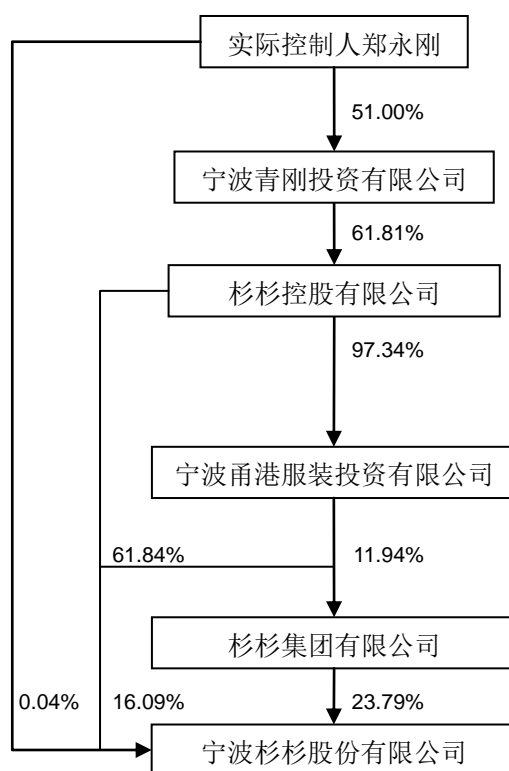 实际控制人郑永刚
51.00%
宁波青刚投资有限公司
61.81%
杉杉控股有限公司
97.34%
宁波甬港服装投资有限公司
61.84%
11.94%
杉杉集团有限公司
0.04%
16.09%
23.79%
宁波杉杉股份有限公司